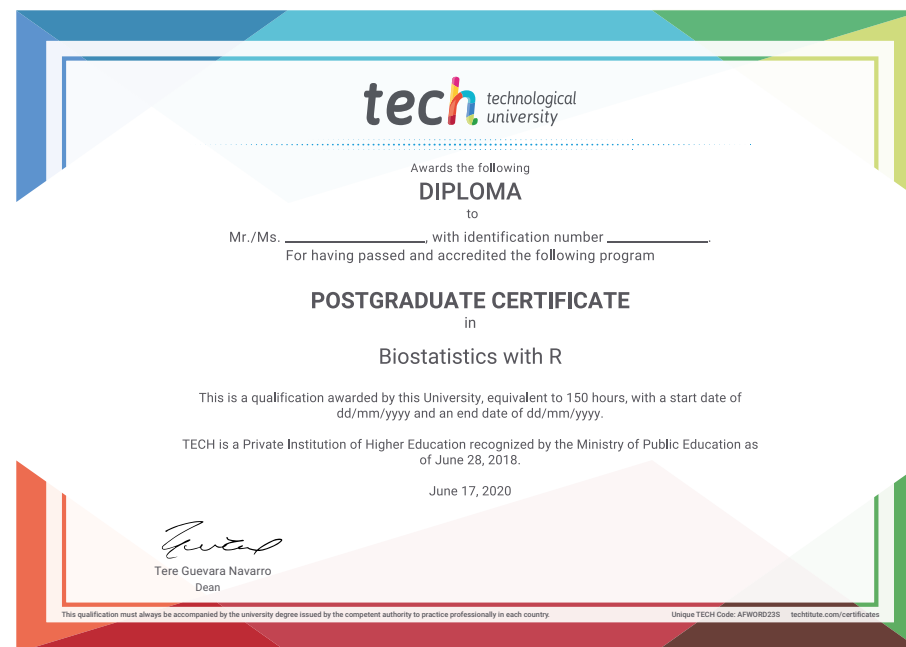 tech technological
university
Awards the following
DIPLOMA
to
Mr./Ms. ____________________, with identification number ______________.
For having passed and accredited the following program
POSTGRADUATE CERTIFICATE
in
Biostatistics with R
This is a qualification awarded by this University, equivalent to 150 hours, with a start date of
dd/mm/yyyy and an end date of dd/mm/yyyy.
TECH is a Private Institution of Higher Education recognized by the Ministry of Public Education as
of June 28, 2018.
June 17, 2020
Tere Guevara Navarro
Dean
This qualification must always be accompanied by the university degree issued by the competent authority to practice professionally in each country. Unique TECH Code: AFWORD23S techtitute.com/certificates